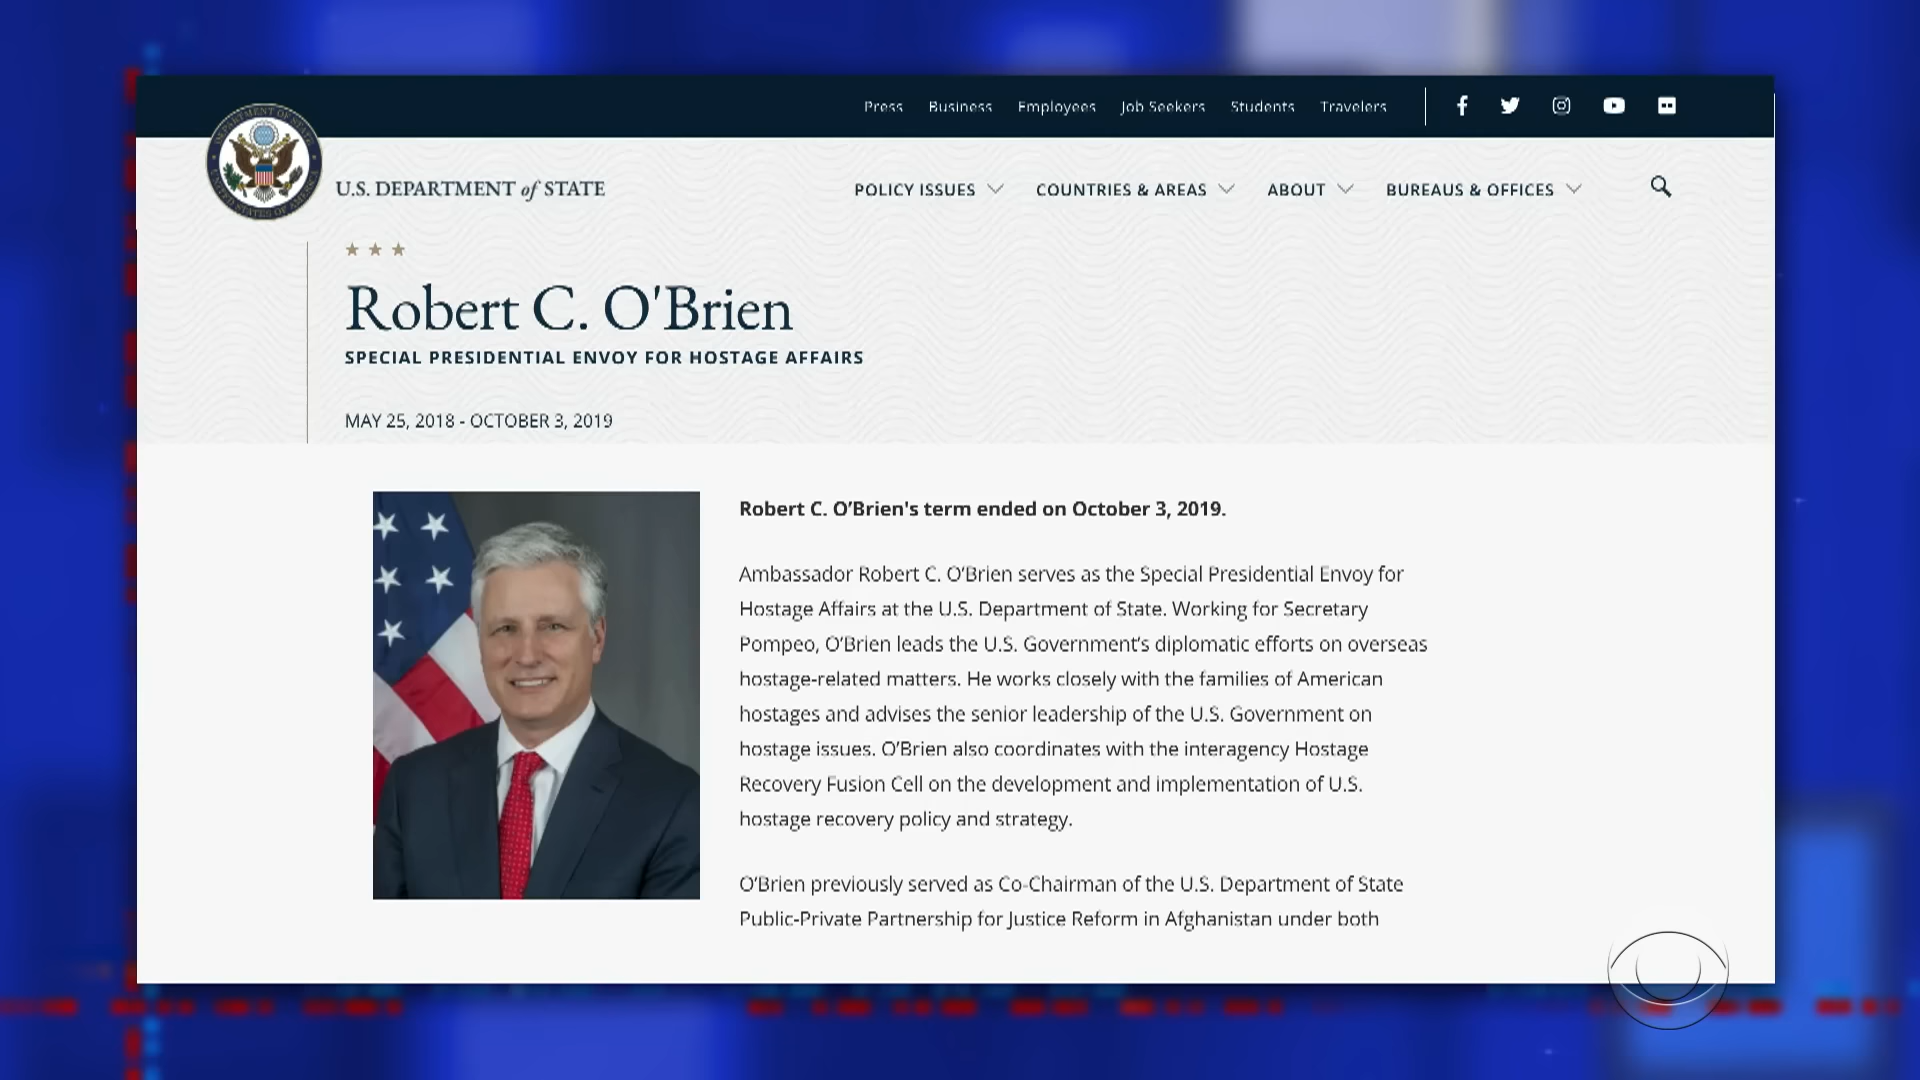 Press Business Employees Job Seekers Students Travelers
DEPARTMENT OF STATE
UNITED STATES OF AMERICA
U.S. DEPARTMENT of STATE
POLICY ISSUES COUNTRIES & AREAS ABOUT BUREAUS & OFFICES
Robert C. O'Brien
SPECIAL PRESIDENTIAL ENVOY FOR HOSTAGE AFFAIRS
MAY 25, 2018 - OCTOBER 3, 2019
Robert C. O’Brien's term ended on October 3, 2019.
Ambassador Robert C. O’Brien serves as the Special Presidential Envoy for
Hostage Affairs at the U.S. Department of State. Working for Secretary
Pompeo, O’Brien leads the U.S. Government’s diplomatic efforts on overseas
hostage-related matters. He works closely with the families of American
hostages and advises the senior leadership of the U.S. Government on
hostage issues. O’Brien also coordinates with the interagency Hostage
Recovery Fusion Cell on the development and implementation of U.S.
hostage recovery policy and strategy.
O’Brien previously served as Co-Chairman of the U.S. Department of State
Public-Private Partnership for Justice Reform in Afghanistan under both